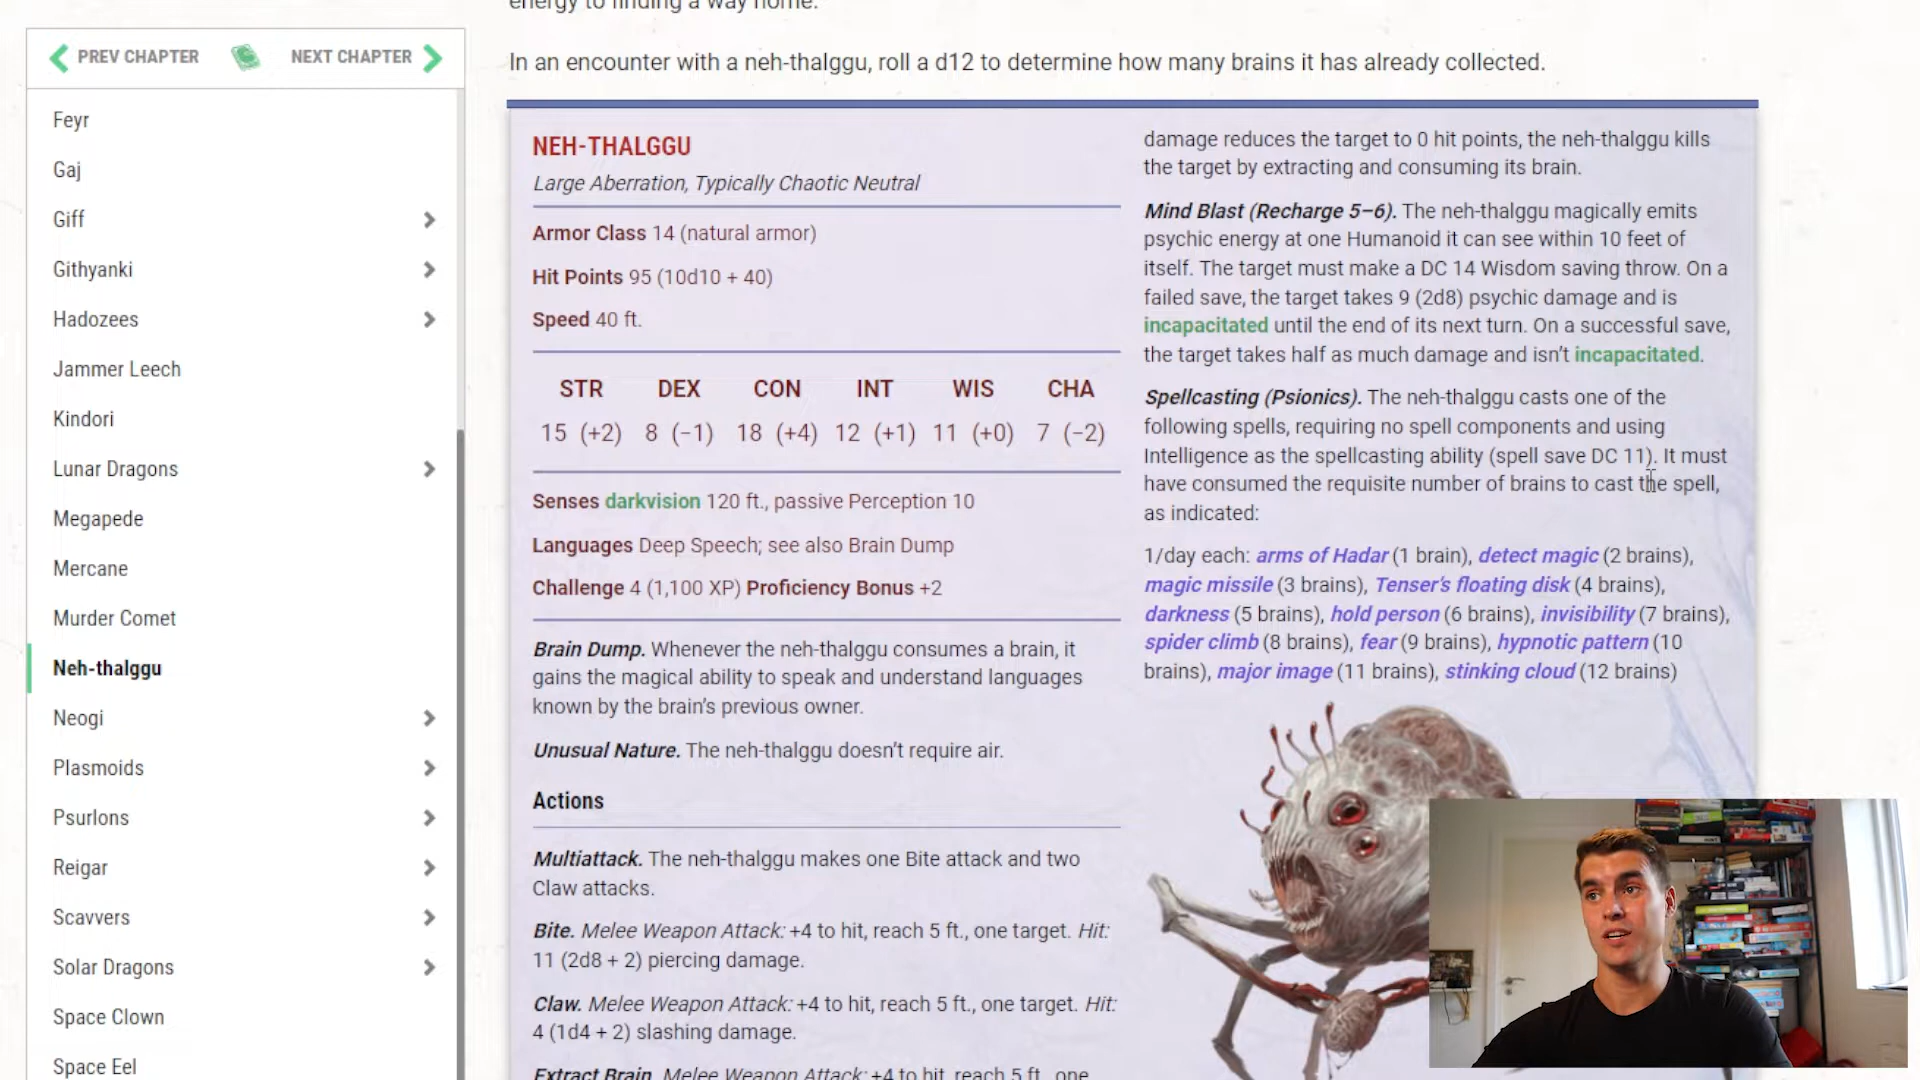 energy to finding a way home.
PREV CHAPTER
NEXT CHAPTER
Feyr
Gaj
Giff
Githyanki
Hadozees
Jammer Leech
Kindori
Lunar Dragons
Megapede
Mercane
Murder Comet
Neh-thalggu
Neogi
Plasmoids
Psurlons
Reigar
Scavvers
Solar Dragons
Space Clown
Space Eel
In an encounter with a neh-thalggu, roll a d12 to determine how many brains it has already collected.
NEH-THALGGU
Large Aberration, Typically Chaotic Neutral
Armor Class 14 (natural armor)
Hit Points 95 (10d10 + 40)
Speed 40 ft.
STR DEX CON INT WIS CHA
15 (+2) 8 (−1) 18 (+4) 12 (+1) 11 (+0) 7 (−2)
Senses darkvision 120 ft., passive Perception 10
Languages Deep Speech; see also Brain Dump
Challenge 4 (1,100 XP) Proficiency Bonus +2
Brain Dump. Whenever the neh-thalggu consumes a brain, it
gains the magical ability to speak and understand languages
known by the brain's previous owner.
Unusual Nature. The neh-thalggu doesn't require air.
Actions
Multiattack. The neh-thalggu makes one Bite attack and two
Claw attacks.
Bite. Melee Weapon Attack: +4 to hit, reach 5 ft., one target. Hit:
11 (2d8 + 2) piercing damage.
Claw. Melee Weapon Attack: +4 to hit, reach 5 ft., one target. Hit:
4 (1d4 + 2) slashing damage.
Extract Brain. Melee Weapon Attack: +4 to hit, reach 5 ft., one
damage reduces the target to 0 hit points, the neh-thalggu kills
the target by extracting and consuming its brain.
Mind Blast (Recharge 5–6). The neh-thalggu magically emits
psychic energy at one Humanoid it can see within 10 feet of
itself. The target must make a DC 14 Wisdom saving throw. On a
failed save, the target takes 9 (2d8) psychic damage and is
incapacitated until the end of its next turn. On a successful save,
the target takes half as much damage and isn't incapacitated.
Spellcasting (Psionics). The neh-thalggu casts one of the
following spells, requiring no spell components and using
Intelligence as the spellcasting ability (spell save DC 11). It must
have consumed the requisite number of brains to cast the spell,
as indicated:
1/day each: arms of Hadar (1 brain), detect magic (2 brains),
magic missile (3 brains), Tenser's floating disk (4 brains),
darkness (5 brains), hold person (6 brains), invisibility (7 brains),
spider climb (8 brains), fear (9 brains), hypnotic pattern (10
brains), major image (11 brains), stinking cloud (12 brains)